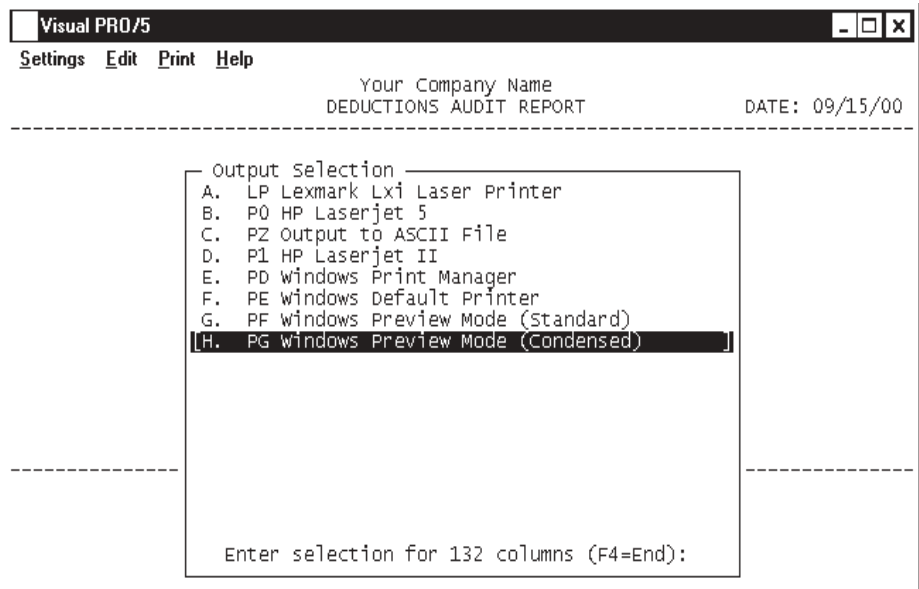 Visual PRO/5
Settings Edit Print Help
Your Company Name
DEDUCTIONS AUDIT REPORT DATE: 09/15/00
Output Selection
A. LP Lexmark Lxi Laser Printer
B. P0 HP Laserjet 5
C. PZ Output to ASCII File
D. P1 HP Laserjet II
E. PD Windows Print Manager
F. PE Windows Default Printer
G. PF Windows Preview Mode (Standard)
[H. PG Windows Preview Mode (Condensed) ]
Enter selection for 132 columns (F4=End):